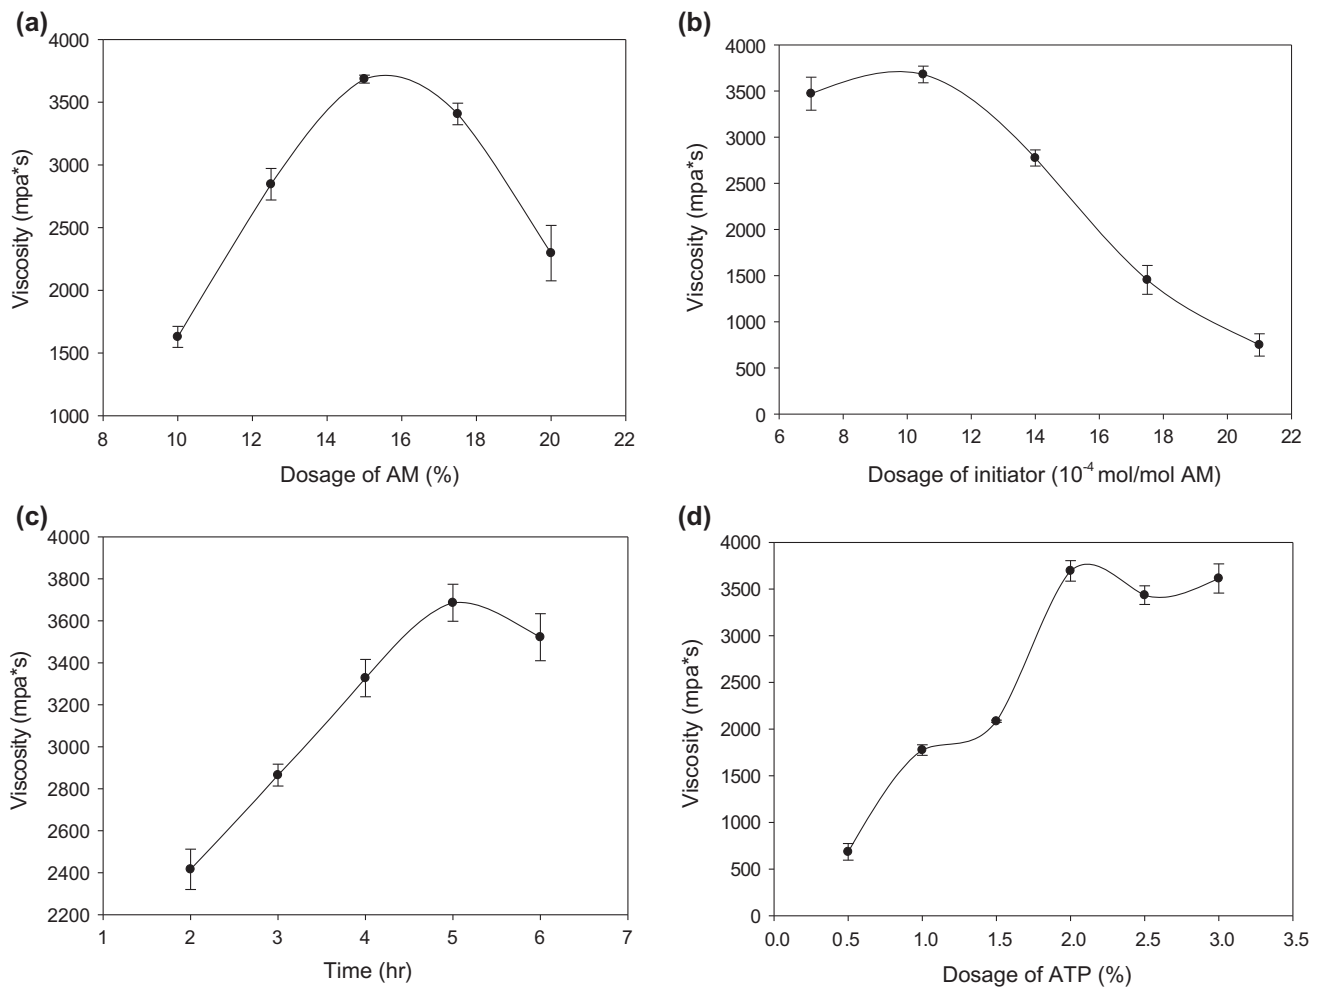 (a)
4000
3500
3000
2500
2000
1500
1000
Viscosity (mpa*s)
8 10 12 14 16 18 20 22
Dosage of AM (%)
(b)
4000
3500
3000
2500
2000
1500
1000
500
0
Viscosity (mpa*s)
6 8 10 12 14 16 18 20 22
Dosage of initiator (10⁻⁴ mol/mol AM)
(c)
4000
3800
3600
3400
3200
3000
2800
2600
2400
2200
Viscosity (mpa*s)
1 2 3 4 5 6 7
Time (hr)
(d)
4000
3500
3000
2500
2000
1500
1000
500
0
Viscosity (mpa*s)
0.0 0.5 1.0 1.5 2.0 2.5 3.0 3.5
Dosage of ATP (%)